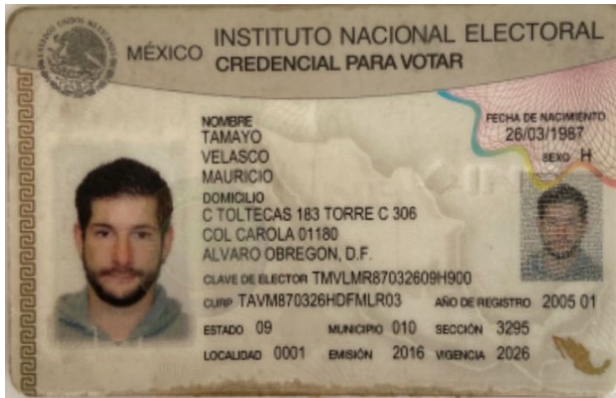 MÉXICO
INSTITUTO NACIONAL ELECTORAL
CREDENCIAL PARA VOTAR
NOMBRE
TAMAYO
VELASCO
MAURICIO
FECHA DE NACIMIENTO
26/03/1987
SEXO H
DOMICILIO
C TOLTECAS 183 TORRE C 306
COL CAROLA 01180
ALVARO OBREGON, D.F.
CLAVE DE ELECTOR TMVLMR87032609H900
CURP TAVM870326HDFMLR03 AÑO DE REGISTRO 2005 01
ESTADO 09 MUNICIPIO 010 SECCIÓN 3295
LOCALIDAD 0001 EMISIÓN 2016 VIGENCIA 2026